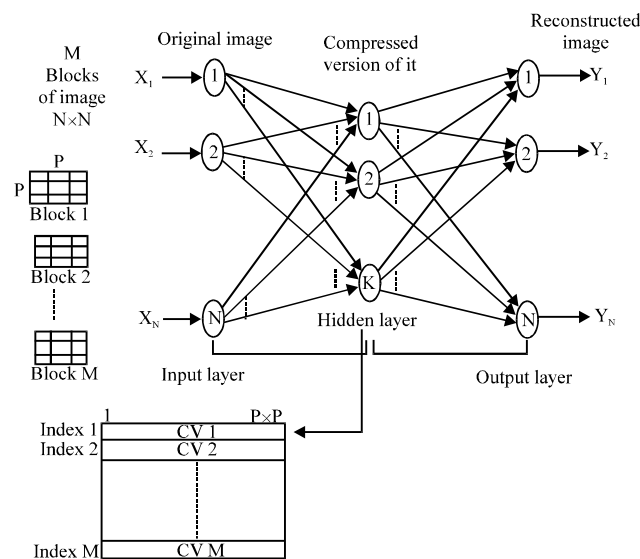 M
Blocks
of image
N×N
Original image
Compressed
version of it
Reconstructed
image
X1
1
1
1
Y1
X2
2
2
2
Y2
P
P
Block 1
Block 2
Block M
XN
N
K
N
YN
Hidden layer
Input layer
Output layer
1
P×P
Index 1
CV 1
Index 2
CV 2
Index M
CV M